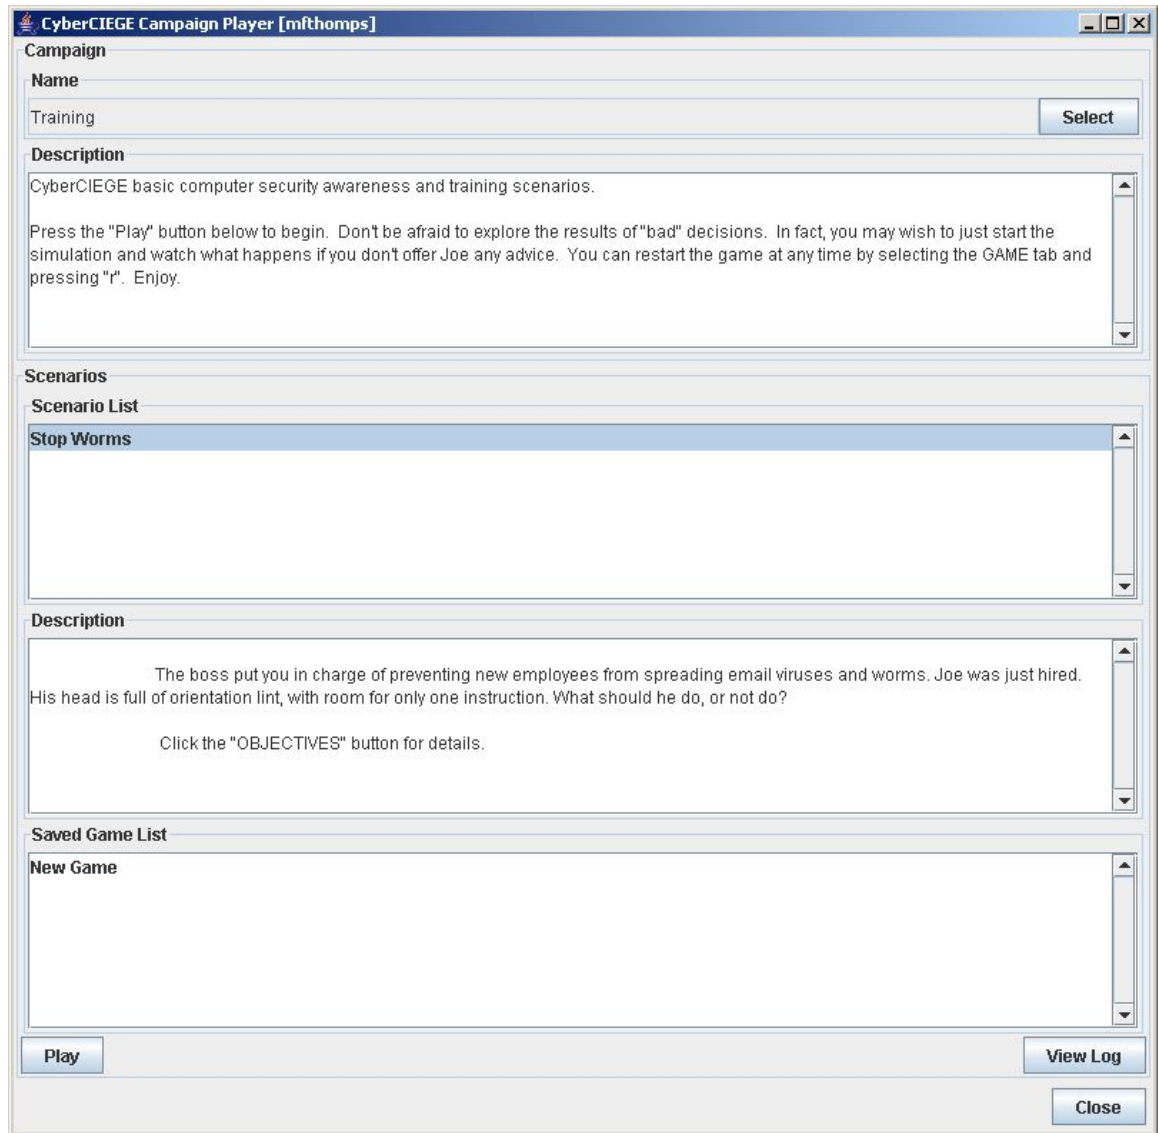 CyberCIEGE Campaign Player [mfthomps]
Campaign
Name
Training
Select
Description
CyberCIEGE basic computer security awareness and training scenarios.
Press the "Play" button below to begin.  Don't be afraid to explore the results of "bad" decisions.  In fact, you may wish to just start the
simulation and watch what happens if you don't offer Joe any advice.  You can restart the game at any time by selecting the GAME tab and
pressing "r".  Enjoy.
Scenarios
Scenario List
Stop Worms
Description
The boss put you in charge of preventing new employees from spreading email viruses and worms. Joe was just hired.
His head is full of orientation lint, with room for only one instruction. What should he do, or not do?
Click the "OBJECTIVES" button for details.
Saved Game List
New Game
Play
View Log
Close